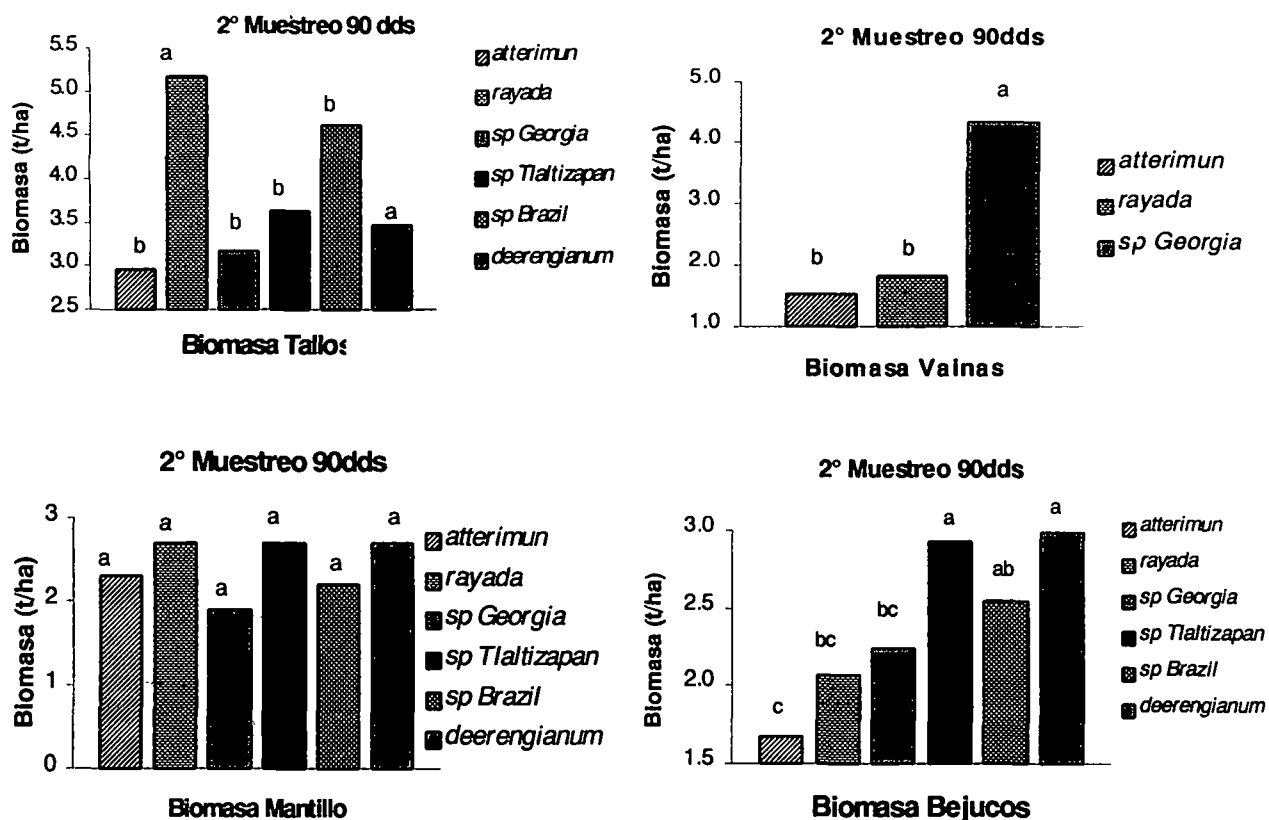 2° Muestreo 90 dds
Biomasa (t/ha)
5.5
5.0
4.5
4.0
3.5
3.0
2.5
a
b
b
b
b
a
Biomasa Tallos
atterimun
rayada
sp Georgia
sp Tlaltizapan
sp Brazil
deerengianum
2° Muestreo 90dds
Biomasa (t/ha)
5.0
4.0
3.0
2.0
1.0
b
b
a
Biomasa Vainas
atterimun
rayada
sp Georgia
2° Muestreo 90dds
Biomasa (t/ha)
3
2
1
0
a
a
a
a
a
a
Biomasa Mantillo
atterimun
rayada
sp Georgia
sp Tlaltizapan
sp Brazil
deerengianum
2° Muestreo 90dds
Biomasa (t/ha)
3.0
2.5
2.0
1.5
c
bc
bc
a
ab
a
Biomasa Bejucos
atterimun
rayada
sp Georgia
sp Tlaltizapan
sp Brazil
deerengianum